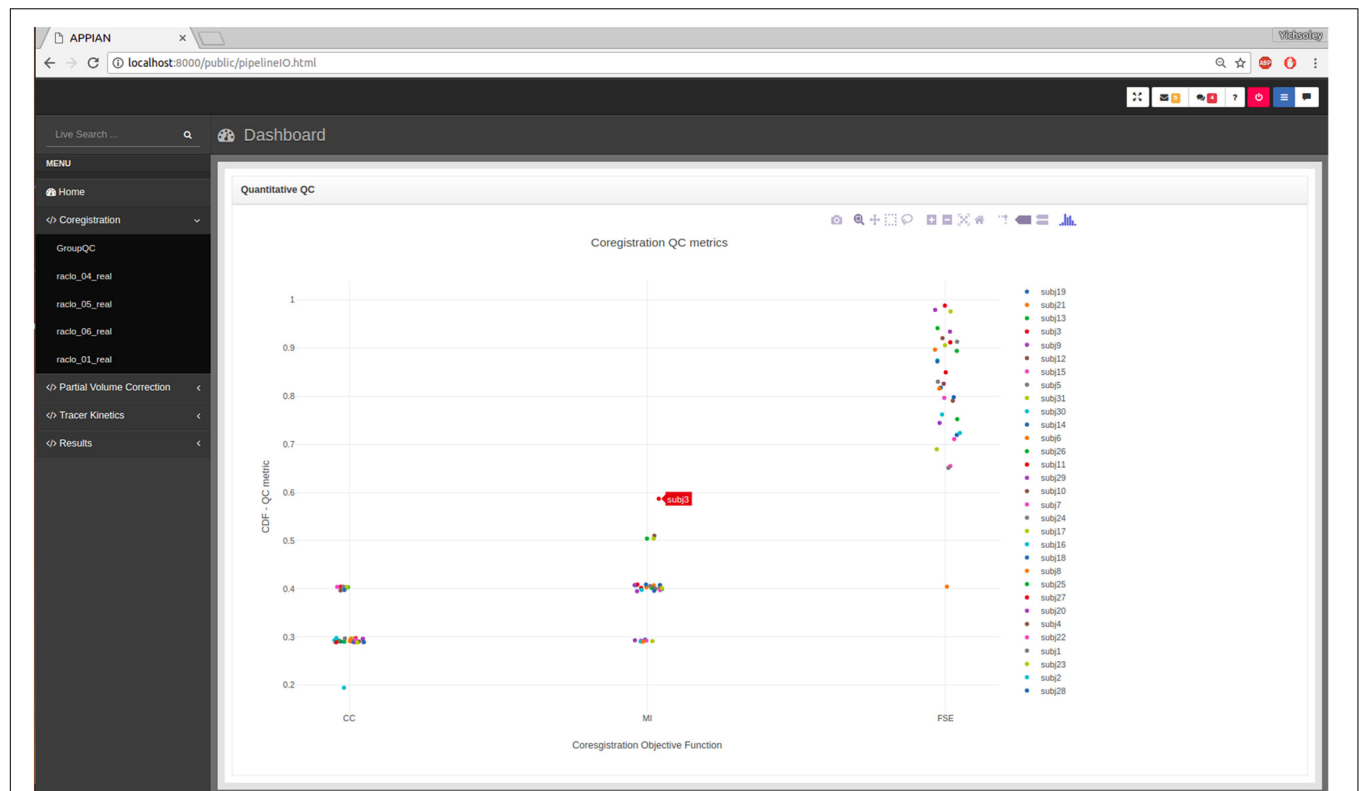 APPIAN ×
Yichsoley
localhost:8000/public/pipelineIO.html
ABP
?
Live Search ...
Dashboard
MENU
Home
Coregistration
GroupQC
raclo_04_real
raclo_05_real
raclo_06_real
raclo_01_real
Partial Volume Correction
Tracer Kinetics
Results
Quantitative QC
Coregistration QC metrics
CDF - QC metric
1
0.9
0.8
0.7
0.6
0.5
0.4
0.3
0.2
subj3
CC
MI
FSE
Coresgistration Objective Function
subj19
subj21
subj13
subj3
subj9
subj12
subj15
subj5
subj31
subj30
subj14
subj6
subj26
subj11
subj29
subj10
subj7
subj24
subj17
subj16
subj18
subj8
subj25
subj27
subj20
subj4
subj22
subj1
subj23
subj2
subj28